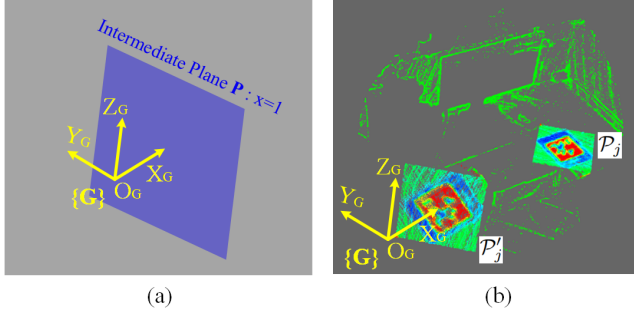 Intermediate Plane P : x=1
Z_G
Y_G
X_G
{G} O_G
(a)
𝒫_j
Z_G
Y_G
X_G
{G} O_G
𝒫'_j
(b)